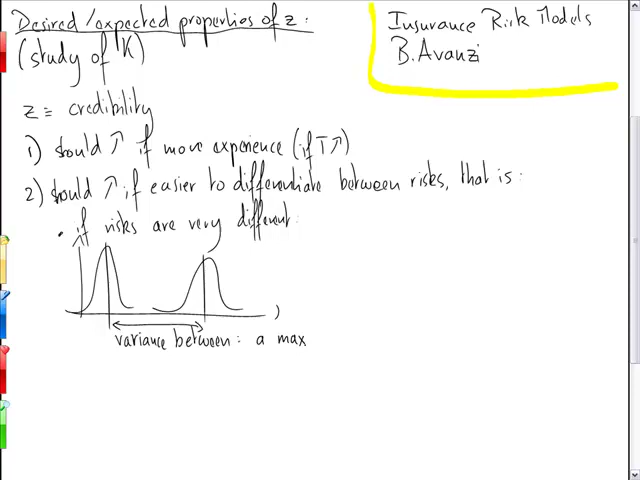 Desired/expected properties of z :
(study of K)
Insurance Risk Models
B. Avanzi
z ≡ credibility
1) should ↗ if more experience (if T ↗)
2) should ↗ if easier to differentiate between risks, that is :
• if risks are very different :
variance between : a max